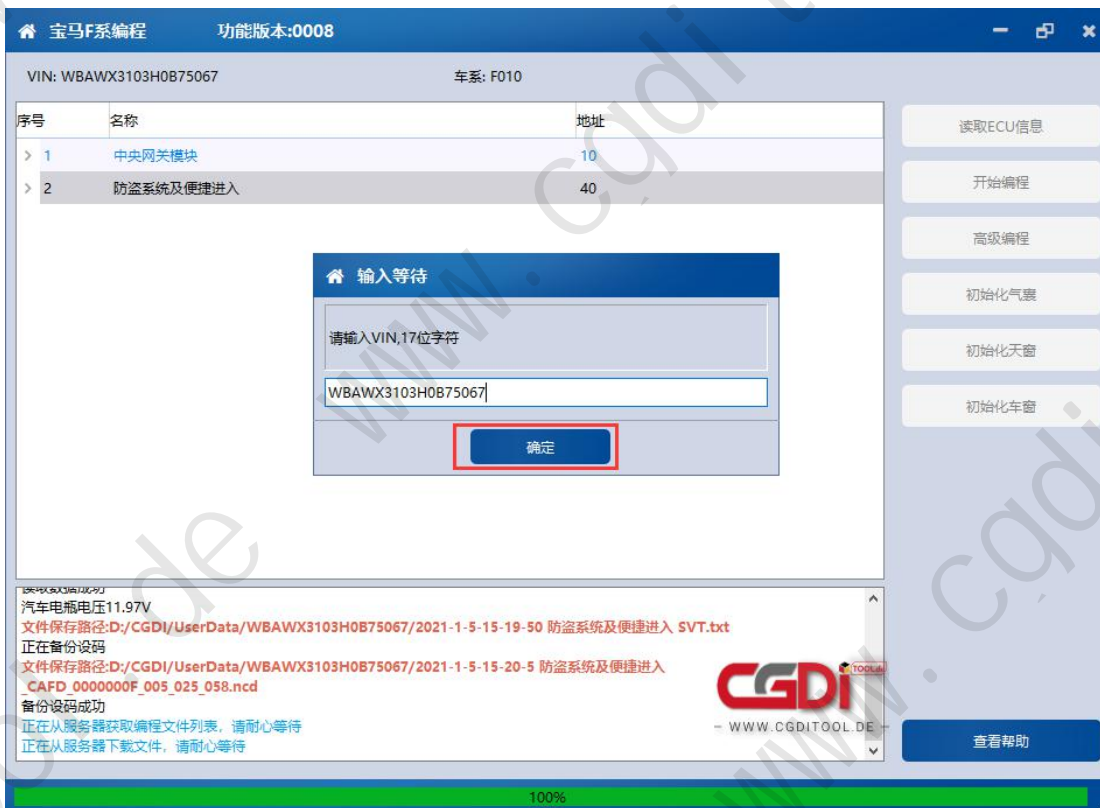 宝马F系编程 功能版本:0008
VIN: WBAWX3103H0B75067 车系: F010
序号 名称 地址
1 中央网关模块 10
2 防盗系统及便捷进入 40
读取ECU信息
开始编程
高级编程
初始化气囊
初始化天窗
初始化车窗
输入等待
请输入VIN,17位字符
WBAWX3103H0B75067
确定
读取数据成功
汽车电瓶电压11.97V
文件保存路径:D:/CGDI/UserData/WBAWX3103H0B75067/2021-1-5-15-19-50 防盗系统及便捷进入 SVT.txt
正在备份设码
文件保存路径:D:/CGDI/UserData/WBAWX3103H0B75067/2021-1-5-15-20-5 防盗系统及便捷进入
_CAFD_0000000F_005_025_058.ncd
备份设码成功
正在从服务器获取编程文件列表，请耐心等待
正在从服务器下载文件，请耐心等待
CGDI TOOL.de
- WWW.CGDITOOL.DE -
查看帮助
100%
www.cgdi